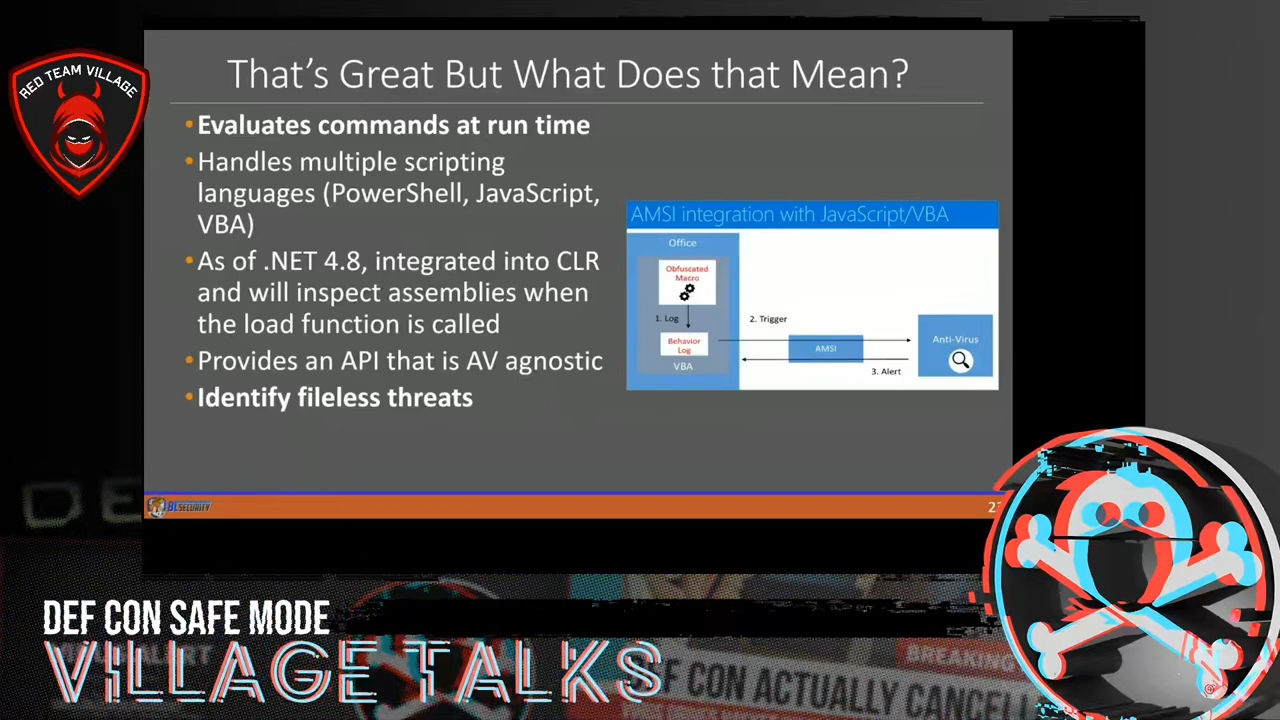 RED TEAM VILLAGE
That's Great But What Does that Mean?
•Evaluates commands at run time
•Handles multiple scripting
languages (PowerShell, JavaScript,
VBA)
•As of .NET 4.8, integrated into CLR
and will inspect assemblies when
the load function is called
•Provides an API that is AV agnostic
•Identify fileless threats
AMSI integration with JavaScript/VBA
Office
Obfuscated
Macro
1. Log
Behavior
Log
VBA
2. Trigger
AMSI
3. Alert
Anti-Virus
BC SECURITY
DEF CON SAFE MODE
VILLAGE TALKS
BREAKING
DEF CON ACTUALLY